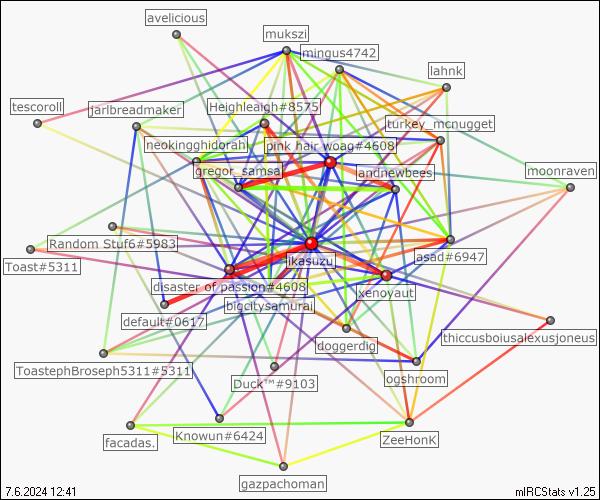 avelicious
mukszi
mingus4742
lahnk
tescoroll
jarlbreadmaker
Heighleaigh#8575
turkey_mcnugget
neokingghidorah
pink hair woag#4608
gregor_samsa
andnewbees
moonraven
Random Stuf6#5983
ikasuzu
asad#6947
Toast#5311
disaster of passion#4608
xenoyaut
default#0617
bigcitysamurai
doggerdig
thiccusboiusalexusjoneus
ToastephBroseph5311#5311
Duck™#9103
ogshroom
facadas.
Knowun#6424
ZeeHonK
gazpachoman
7.6.2024 12:41
mIRCStats v1.25